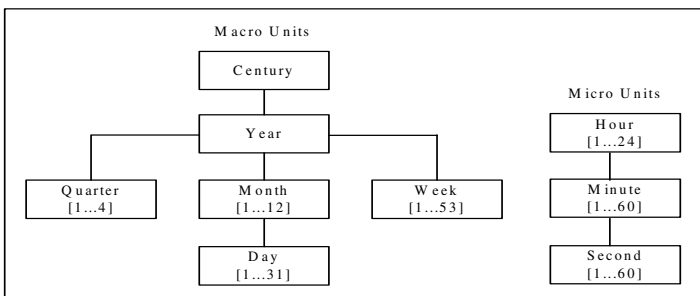 Macro Units
Century
Year
Quarter
[1...4]
Month
[1...12]
Week
[1...53]
Day
[1...31]
Micro Units
Hour
[1...24]
Minute
[1...60]
Second
[1...60]